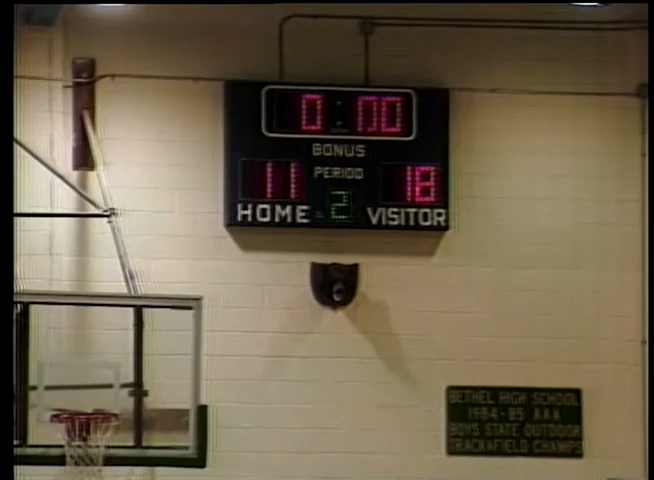 0:00
BONUS
PERIOD
11 2 18
HOME VISITOR
BETHEL HIGH SCHOOL
1984-85 AAA
BOYS STATE OUTDOOR
TRACK & FIELD CHAMPS